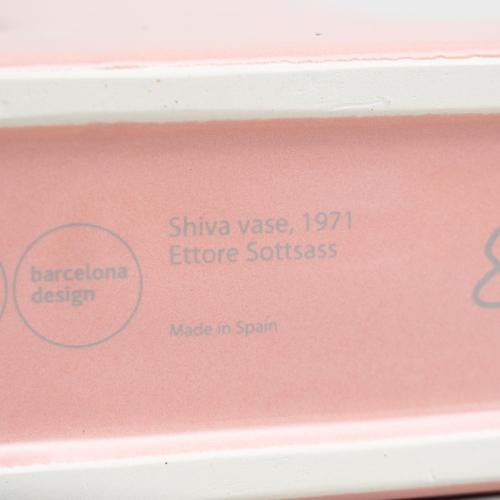 barcelona
design
Shiva vase, 1971
Ettore Sottsass
Made in Spain